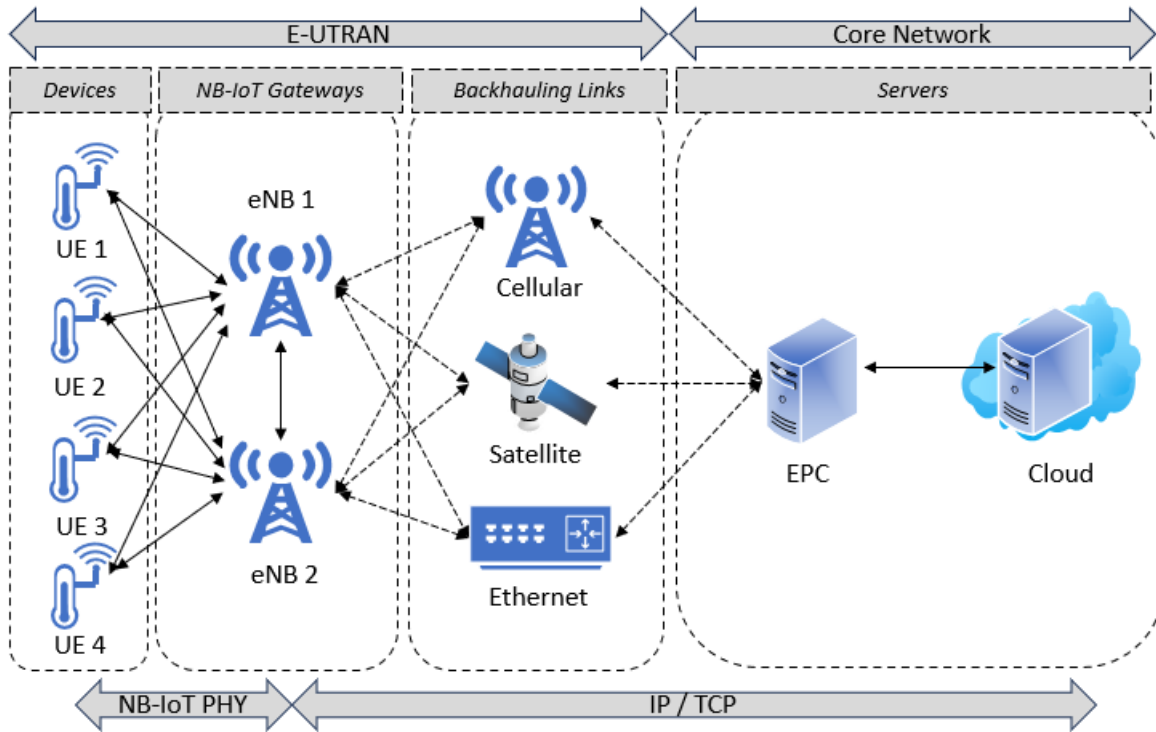 E-UTRAN
Core Network
Devices
NB-IoT Gateways
Backhauling Links
Servers
UE 1
UE 2
UE 3
UE 4
eNB 1
eNB 2
Cellular
Satellite
Ethernet
EPC
Cloud
NB-IoT PHY
IP / TCP